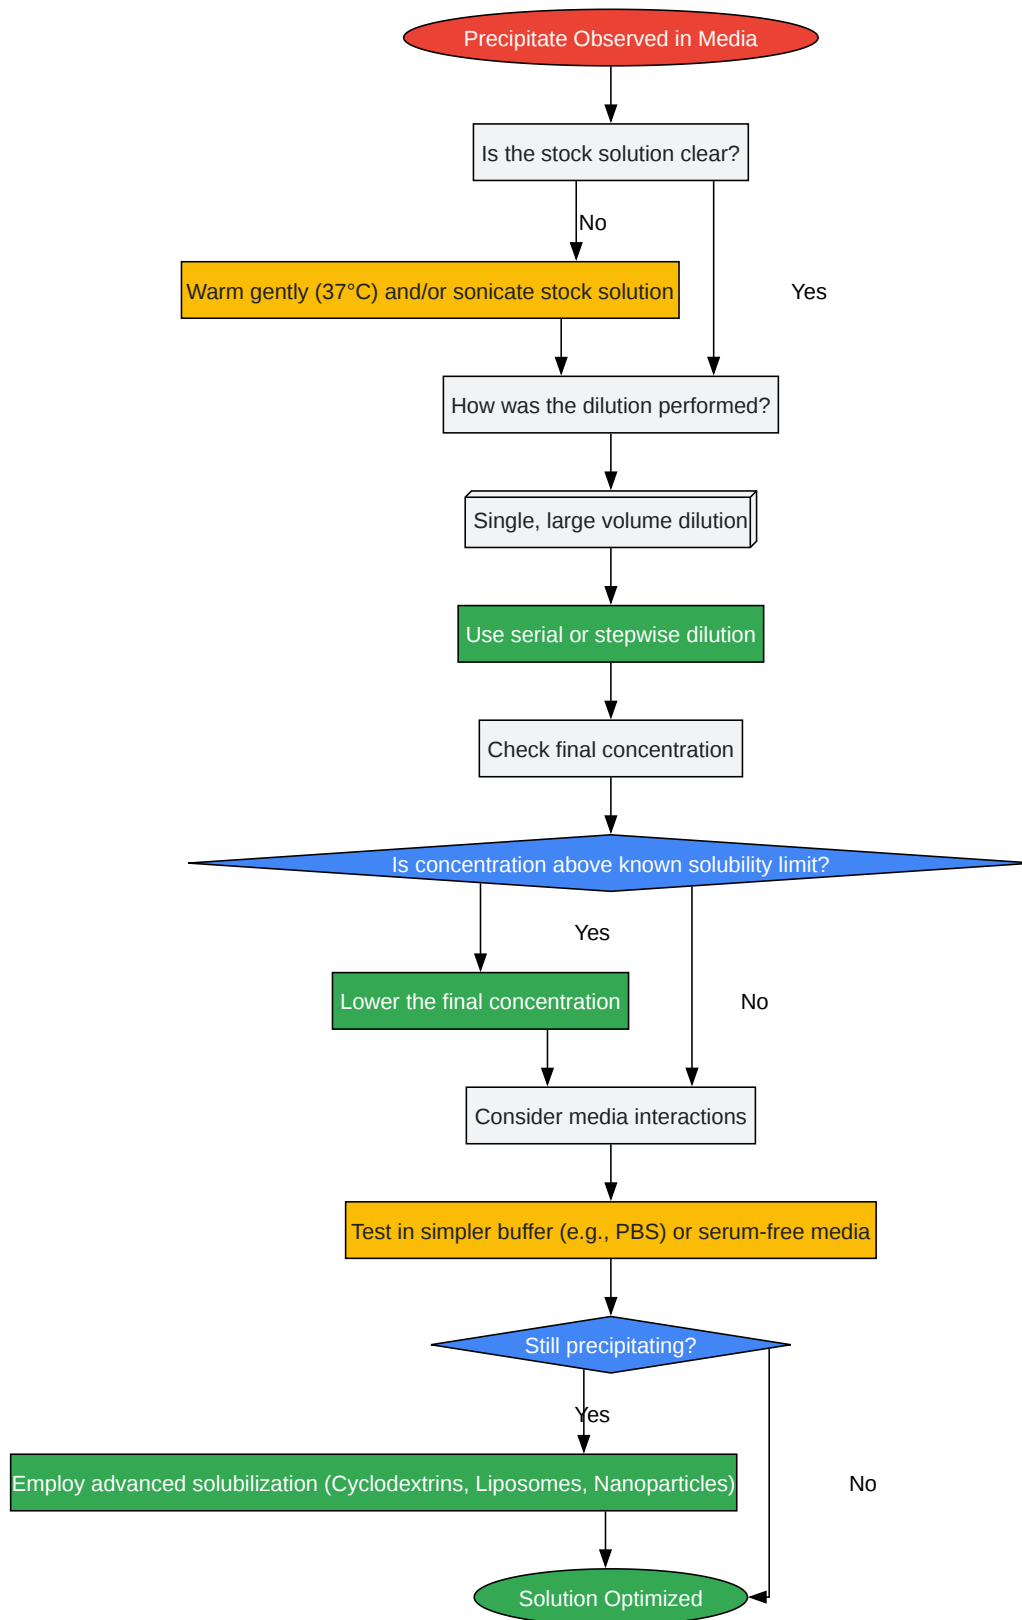 Precipitate Observed in Media
Is the stock solution clear?
No
Warm gently (37°C) and/or sonicate stock solution
Yes
How was the dilution performed?
Single, large volume dilution
Use serial or stepwise dilution
Check final concentration
Is concentration above known solubility limit?
Yes
Lower the final concentration
No
Consider media interactions
Test in simpler buffer (e.g., PBS) or serum-free media
Still precipitating?
Yes
Employ advanced solubilization (Cyclodextrins, Liposomes, Nanoparticles)
No
Solution Optimized